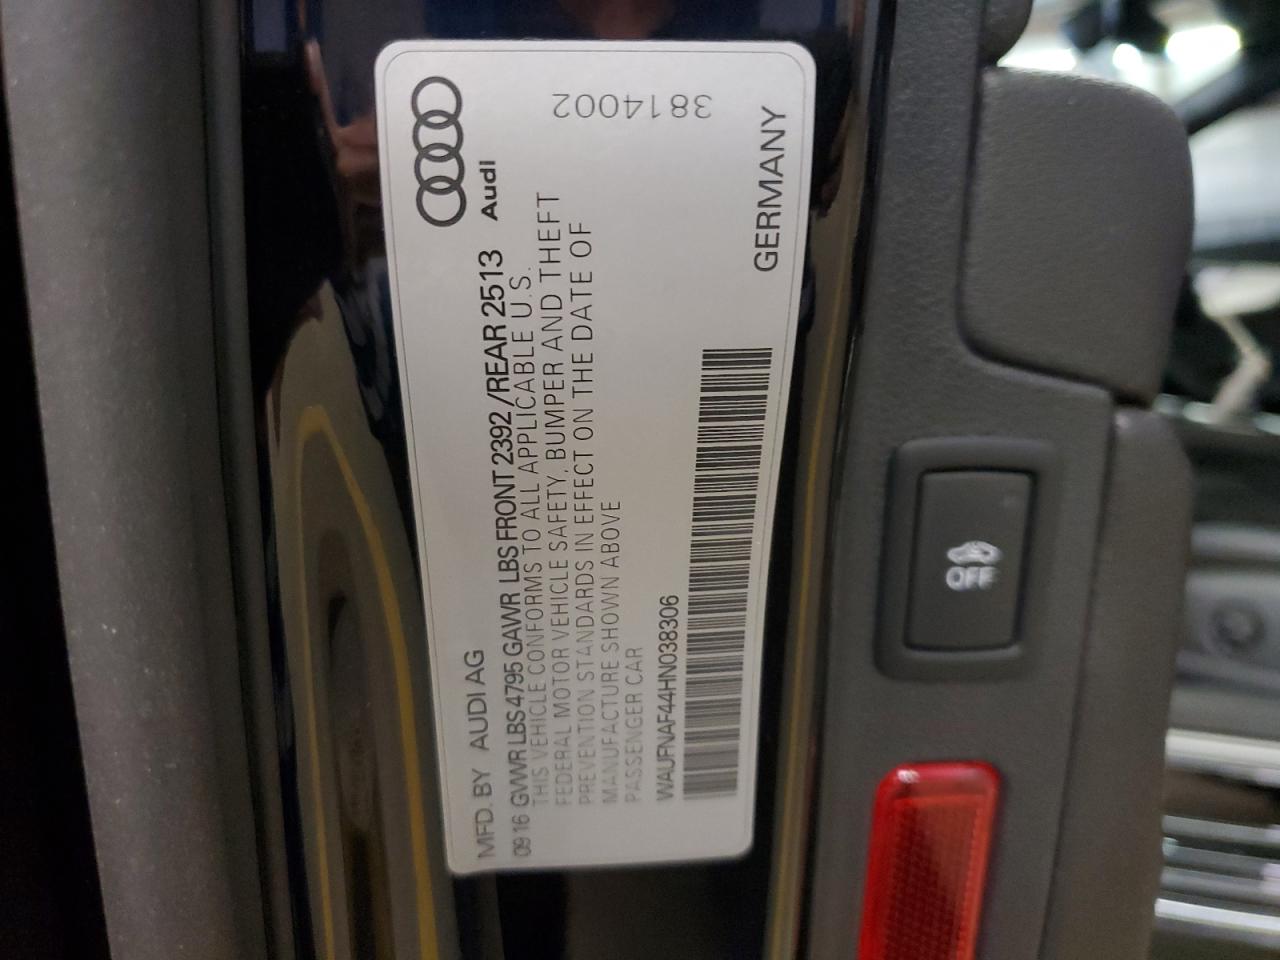 Audi
MFD. BY AUDI AG
09 16 GVWR LBS 4795 GAWR LBS FRONT 2392 /REAR 2513
THIS VEHICLE CONFORMS TO ALL APPLICABLE U.S.
FEDERAL MOTOR VEHICLE SAFETY, BUMPER AND THEFT
PREVENTION STANDARDS IN EFFECT ON THE DATE OF
MANUFACTURE SHOWN ABOVE
PASSENGER CAR
WAUFNAF44HN038306
GERMANY
3814002
OFF